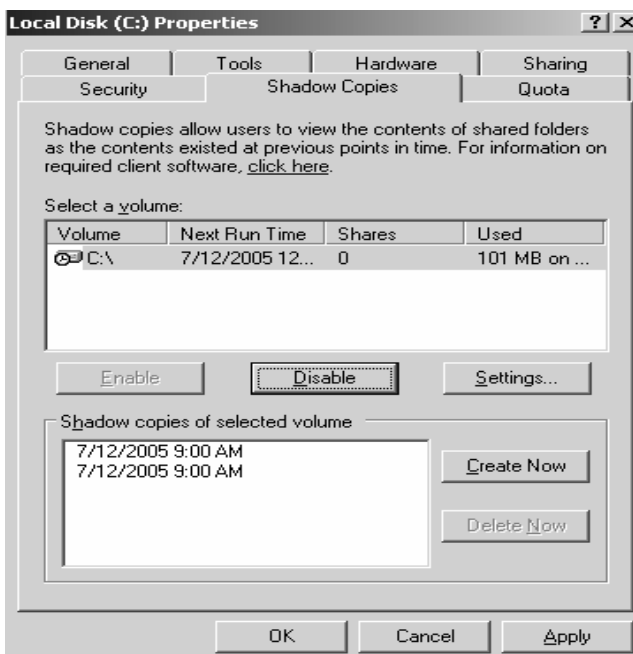 Local Disk (C:) Properties
General Tools Hardware Sharing
Security Shadow Copies Quota
Shadow copies allow users to view the contents of shared folders
as the contents existed at previous points in time. For information on
required client software, click here.
Select a volume:
Volume Next Run Time Shares Used
C:\ 7/12/2005 12... 0 101 MB on ...
Enable Disable Settings...
Shadow copies of selected volume
7/12/2005 9:00 AM
7/12/2005 9:00 AM
Create Now
Delete Now
OK Cancel Apply